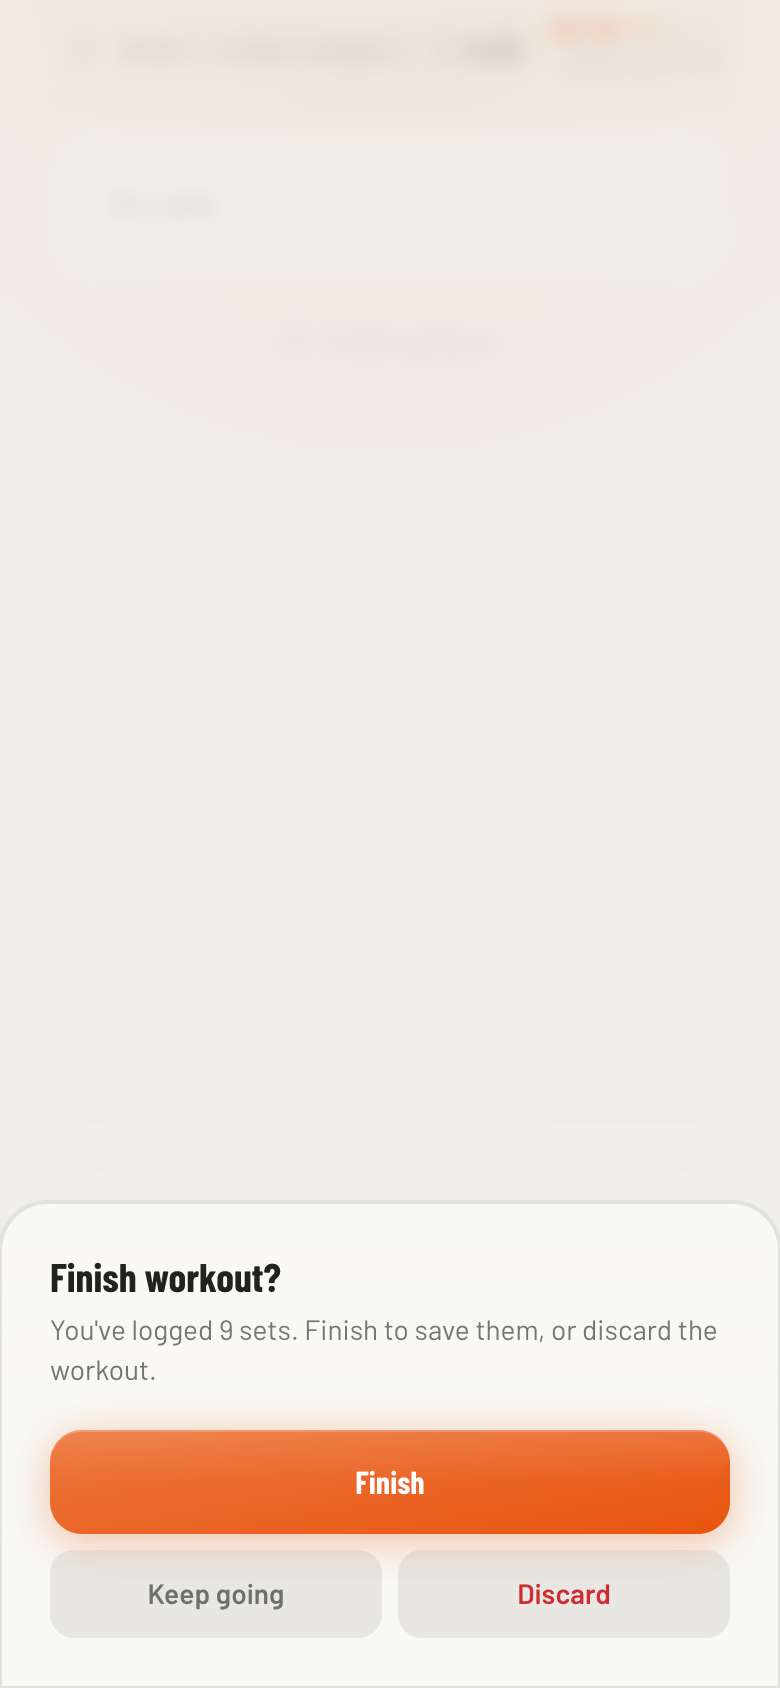 Finish workout?
You've logged 9 sets. Finish to save them, or discard the
workout.
Finish
Keep going
Discard